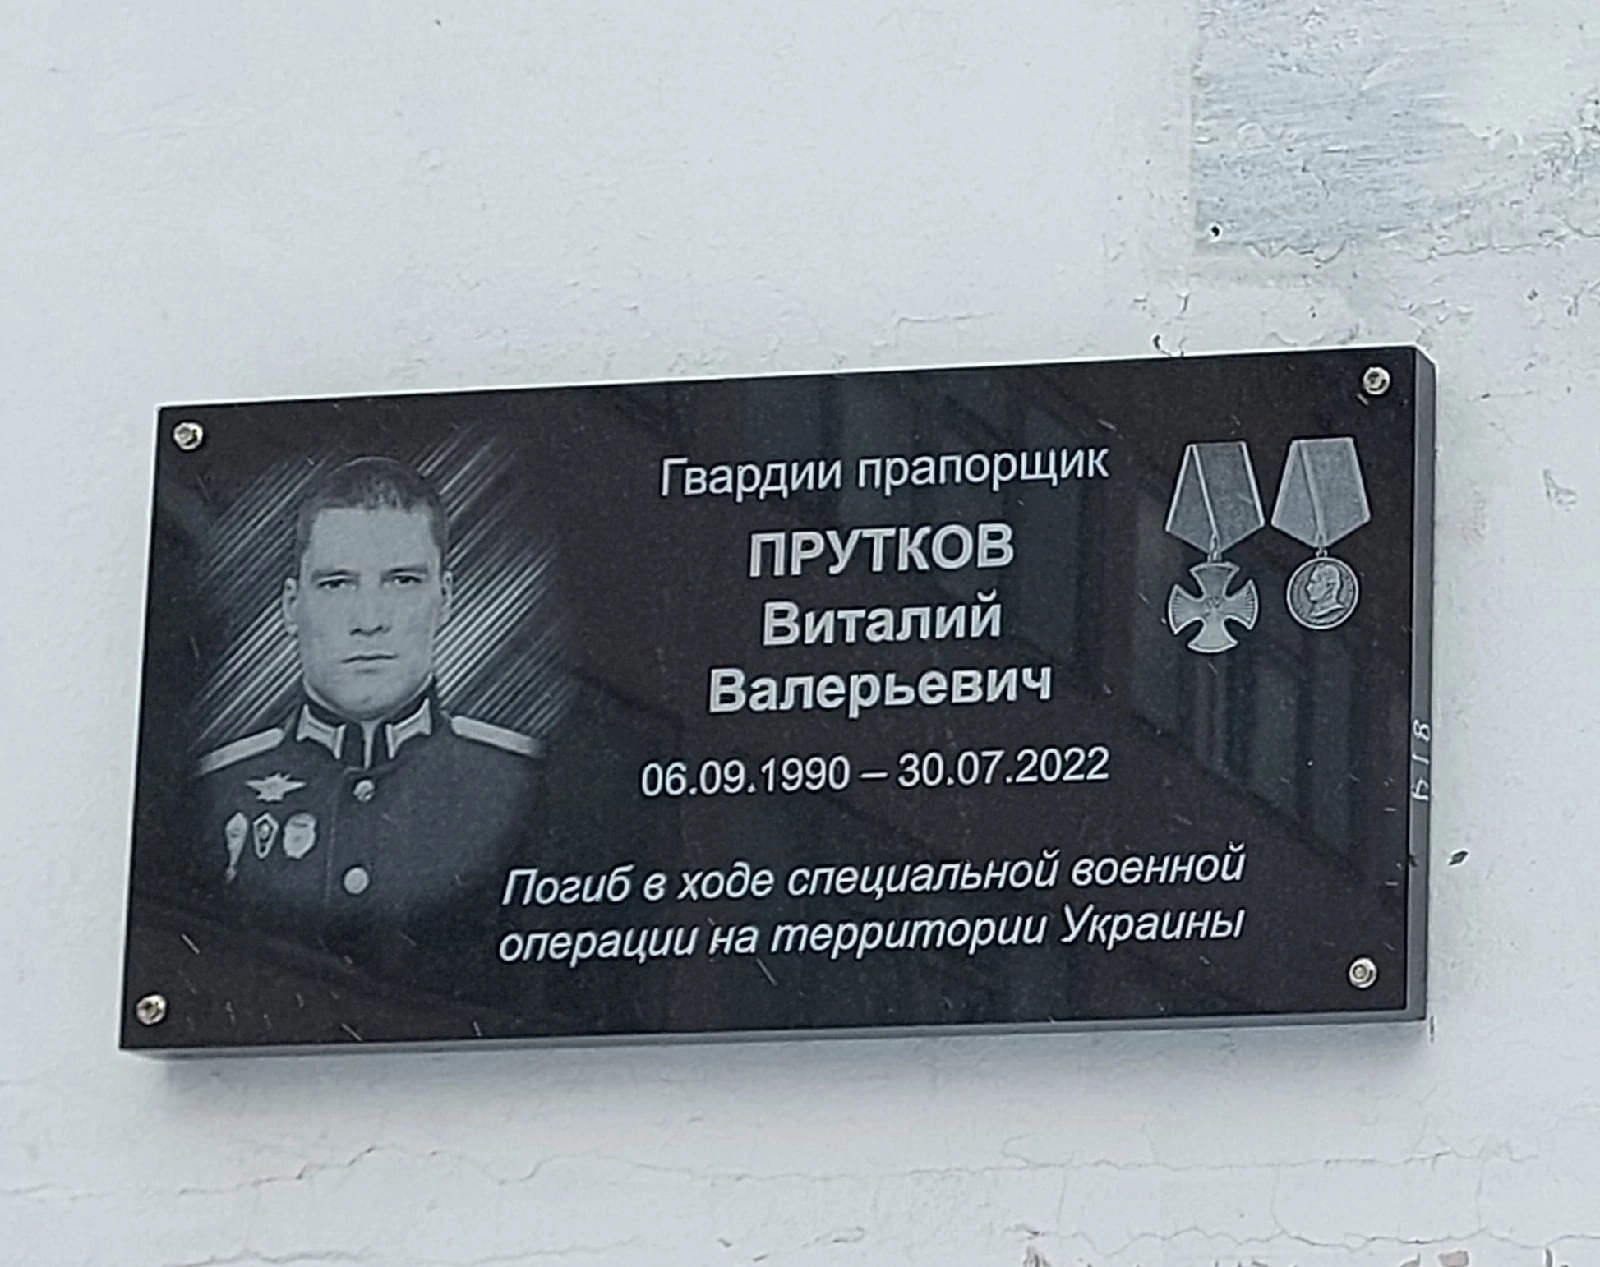 Гвардии прапорщик
ПРУТКОВ
Виталий
Валерьевич
06.09.1990 – 30.07.2022
Погиб в ходе специальной военной
операции на территории Украины